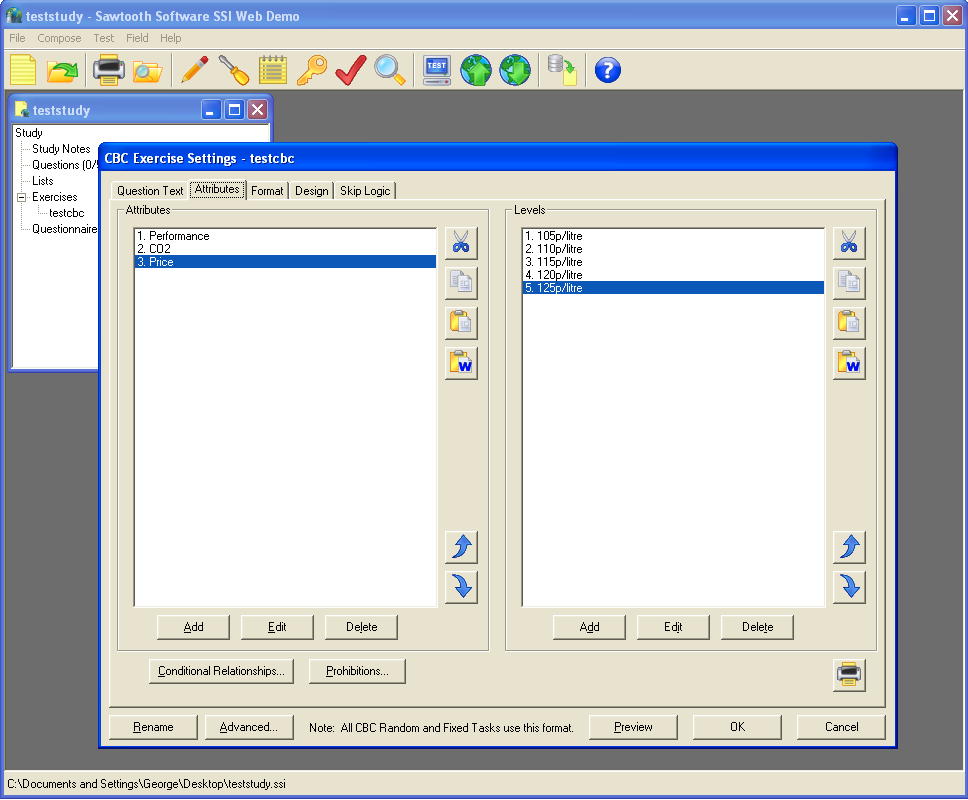 teststudy - Sawtooth Software SSI Web Demo
File Compose Test Field Help
TEST
?
teststudy
Study
Study Notes
Questions (0/
Lists
Exercises
testcbc
Questionnaire
CBC Exercise Settings - testcbc
Question Text Attributes Format Design Skip Logic
Attributes
1. Performance
2. CO2
3. Price
W
Add Edit Delete
Levels
1. 105p/litre
2. 110p/litre
3. 115p/litre
4. 120p/litre
5. 125p/litre
W
Add Edit Delete
Conditional Relationships... Prohibitions...
Rename Advanced... Note: All CBC Random and Fixed Tasks use this format. Preview OK Cancel
C:\Documents and Settings\George\Desktop\teststudy.ssi